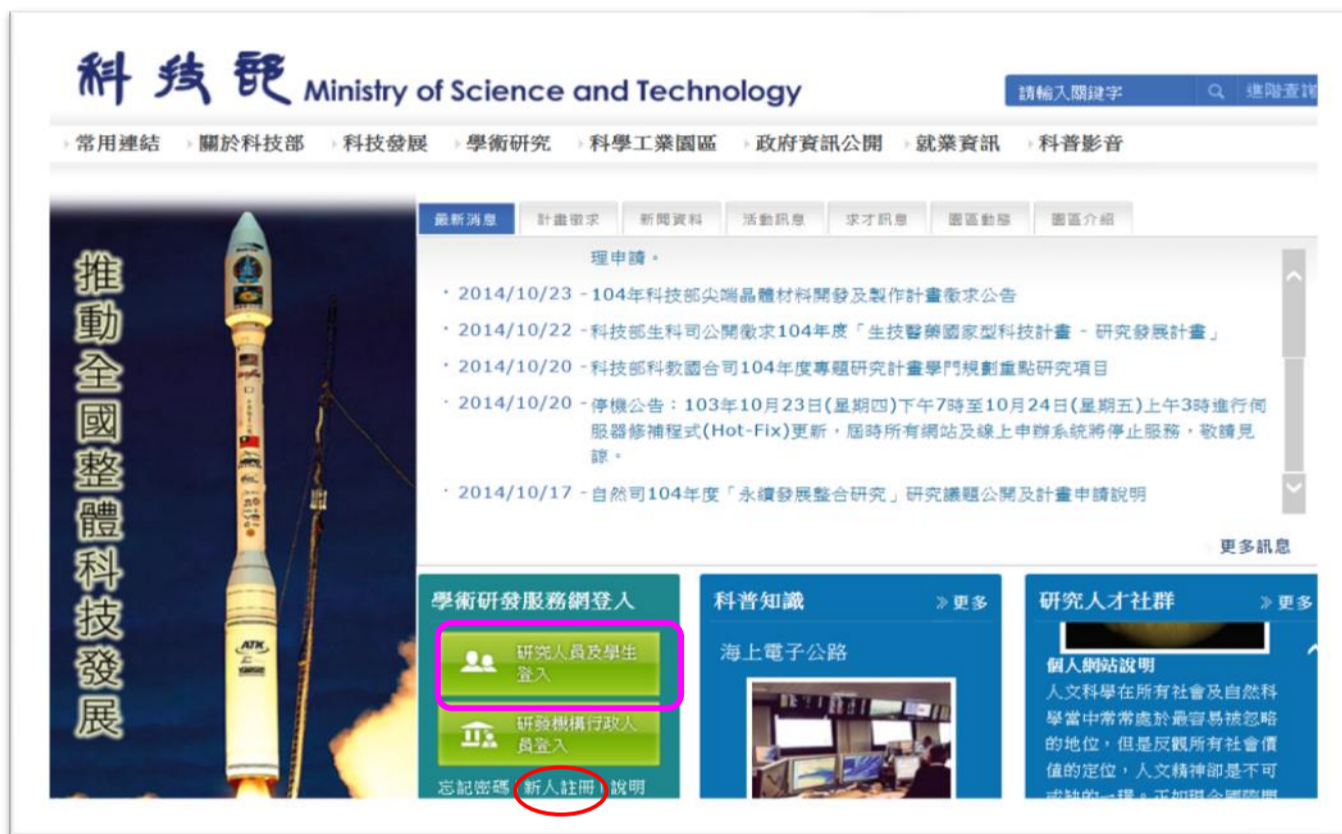 科技部 Ministry of Science and Technology
請輸入關鍵字 進階查詢
常用連結 關於科技部 科技發展 學術研究 科學工業園區 政府資訊公開 就業資訊 科普影音
推動全國整體科技發展
最新消息 計畫徵求 新聞資料 活動訊息 求才訊息 園區動態 園區介紹
理申請。
· 2014/10/23 - 104年科技部尖端晶體材料開發及製作計畫徵求公告
· 2014/10/22 - 科技部生科司公開徵求104年度「生技醫藥國家型科技計畫 - 研究發展計畫」
· 2014/10/20 - 科技部科教國合司104年度專題研究計畫學門規劃重點研究項目
· 2014/10/20 - 停機公告：103年10月23日(星期四)下午7時至10月24日(星期五)上午3時進行伺
服器修補程式(Hot-Fix)更新，屆時所有網站及線上申辦系統將停止服務，敬請見
諒。
· 2014/10/17 - 自然司104年度「永續發展整合研究」研究議題公開及計畫申請說明
更多訊息
學術研發服務網登入
研究人員及學生
登入
研發機構行政人
員登入
忘記密碼 新人註冊 說明
科普知識 》更多
海上電子公路
研究人才社群 》更多
個人網站說明
人文科學在所有社會及自然科
學當中常常處於最容易被忽略
的地位，但是反觀所有社會價
值的定位，人文精神卻是不可
ATK